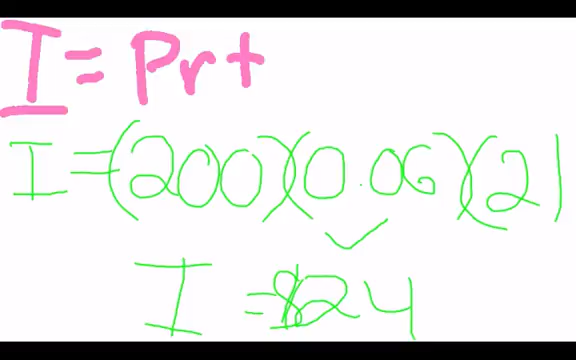 I = Prt
I = (200)(0.06)(2)
I = $24